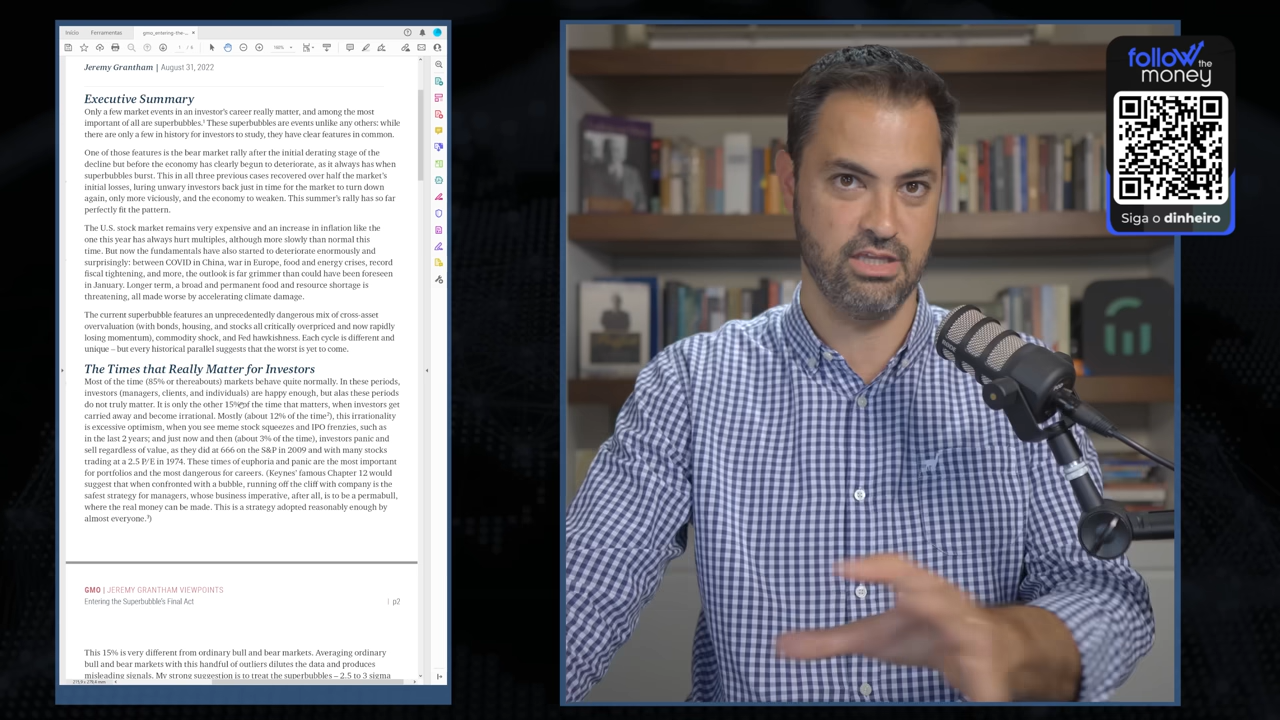 Início
Ferramentas
gmo_entering-the-...
1 / 6
Jeremy Grantham | August 31, 2022
Executive Summary
Only a few market events in an investor's career really matter, and among the most
important of all are superbubbles.¹ These superbubbles are events unlike any others: while
there are only a few in history for investors to study, they have clear features in common.
One of those features is the bear market rally after the initial derating stage of the
decline but before the economy has clearly begun to deteriorate, as it always has when
superbubbles burst. This in all three previous cases recovered over half the market's
initial losses, luring unwary investors back just in time for the market to turn down
again, only more viciously, and the economy to weaken. This summer's rally has so far
perfectly fit the pattern.
The U.S. stock market remains very expensive and an increase in inflation like the
one this year has always hurt multiples, although more slowly than normal this
time. But now the fundamentals have also started to deteriorate enormously and
surprisingly: between COVID in China, war in Europe, food and energy crises, record
fiscal tightening, and more, the outlook is far grimmer than could have been foreseen
in January. Longer term, a broad and permanent food and resource shortage is
threatening, all made worse by accelerating climate damage.
The current superbubble features an unprecedentedly dangerous mix of cross-asset
overvaluation (with bonds, housing, and stocks all critically overpriced and now rapidly
losing momentum), commodity shock, and Fed hawkishness. Each cycle is different and
unique – but every historical parallel suggests that the worst is yet to come.
The Times that Really Matter for Investors
Most of the time (85% or thereabouts) markets behave quite normally. In these periods,
investors (managers, clients, and individuals) are happy enough, but alas these periods
do not truly matter. It is only the other 15% of the time that matters, when investors get
carried away and become irrational. Mostly (about 12% of the time²), this irrationality
is excessive optimism, when you see meme stock squeezes and IPO frenzies, such as
in the last 2 years; and just now and then (about 3% of the time), investors panic and
sell regardless of value, as they did at 666 on the S&P in 2009 and with many stocks
trading at a 2.5 P/E in 1974. These times of euphoria and panic are the most important
for portfolios and the most dangerous for careers. (Keynes' famous Chapter 12 would
suggest that when confronted with a bubble, running off the cliff with company is the
safest strategy for managers, whose business imperative, after all, is to be a permabull,
where the real money can be made. This is a strategy adopted reasonably enough by
almost everyone.³)
GMO | JEREMY GRANTHAM VIEWPOINTS
Entering the Superbubble's Final Act | p2
This 15% is very different from ordinary bull and bear markets. Averaging ordinary
bull and bear markets with this handful of outliers dilutes the data and produces
misleading signals. My strong suggestion is to treat the superbubbles – 2.5 to 3 sigma
follow the
money
Siga o dinheiro